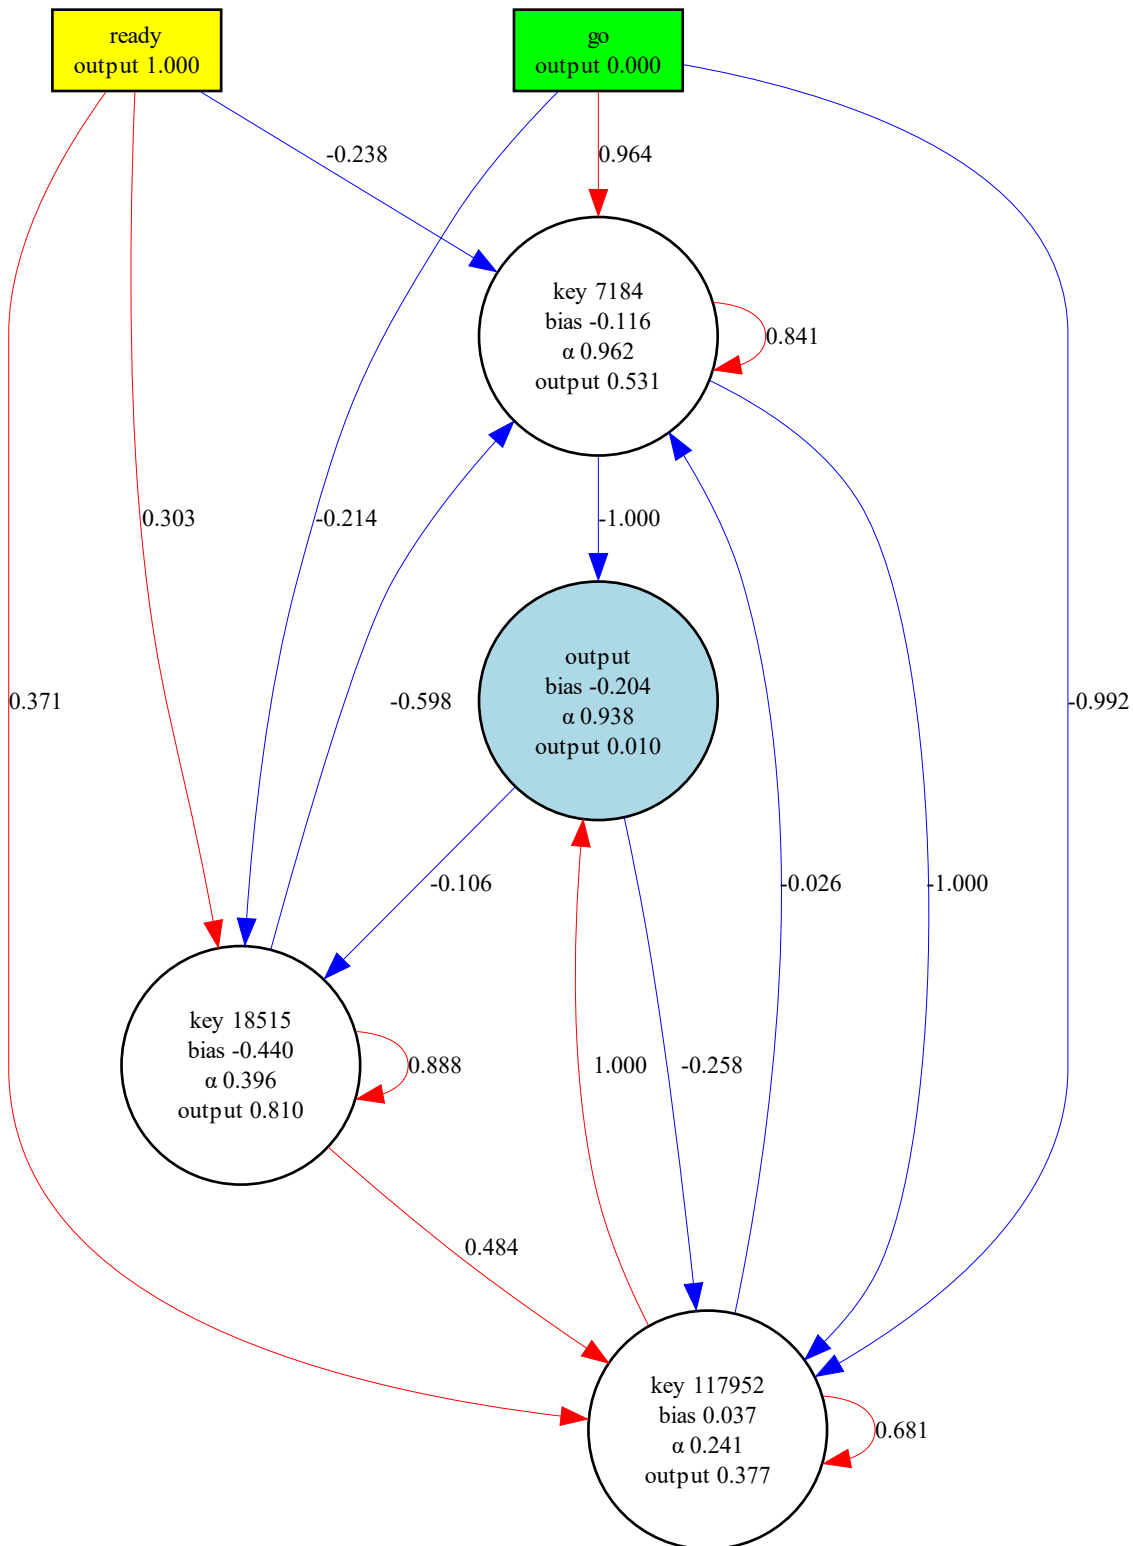 ready
output 1.000
go
output 0.000
-0.238
0.964
key 7184
bias -0.116
α 0.962
output 0.531
0.841
0.303
-0.214
-1.000
output
bias -0.204
α 0.938
output 0.010
0.371
-0.598
-0.992
-0.106
-0.026
-1.000
key 18515
bias -0.440
α 0.396
output 0.810
0.888
1.000
-0.258
0.484
key 117952
bias 0.037
α 0.241
output 0.377
0.681